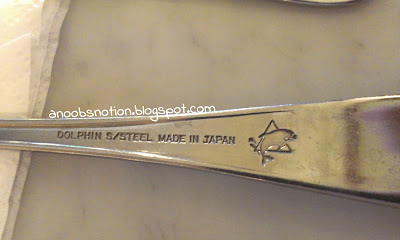 anoobsnotion.blogspot.com
DOLPHIN S/STEEL MADE IN JAPAN